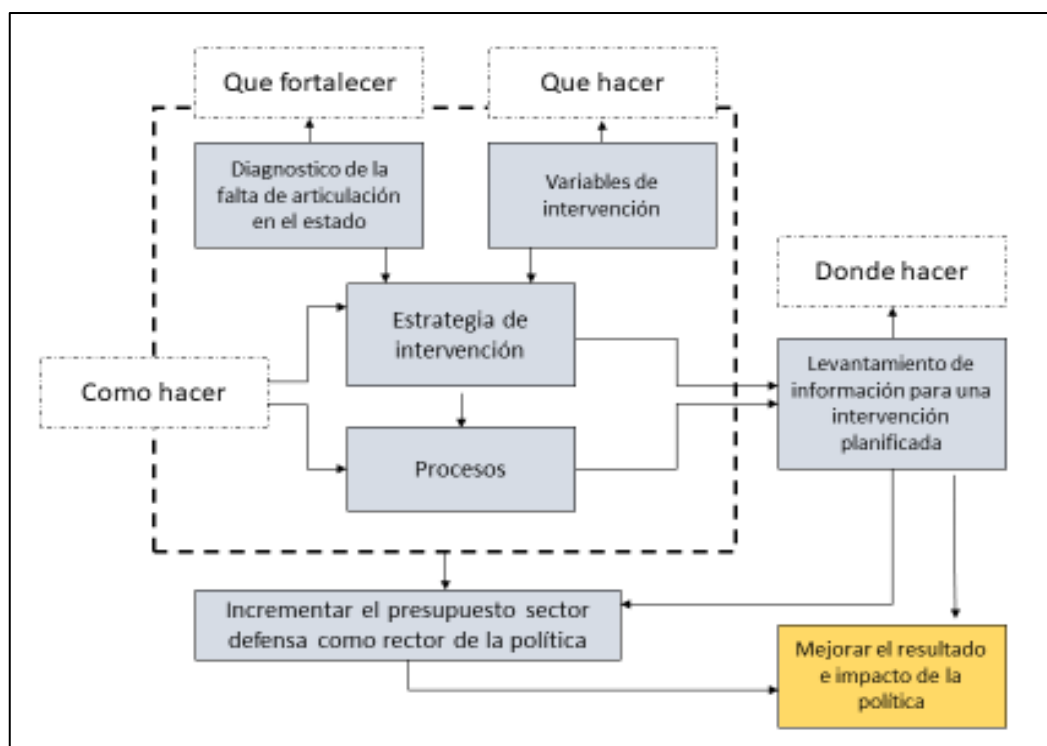 Que fortalecer
Que hacer
Diagnostico de la
falta de articulación
en el estado
Variables de
intervención
Donde hacer
Estrategia de
intervención
Como hacer
Levantamiento de
información para una
intervención
planificada
Procesos
Incrementar el presupuesto sector
defensa como rector de la política
Mejorar el resultado
e impacto de la
política